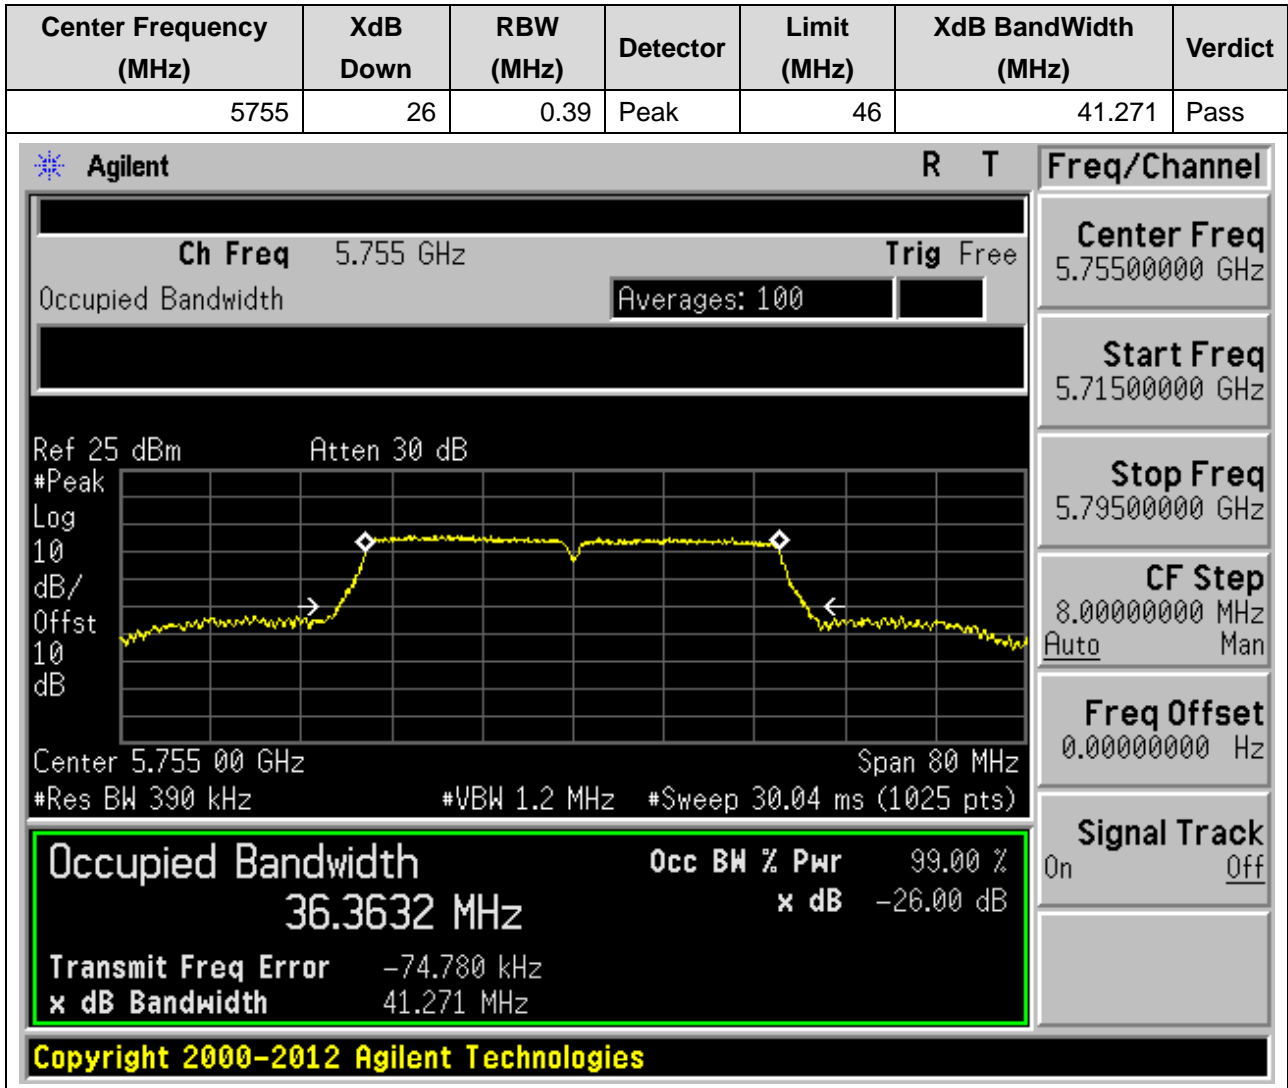 Center Frequency (MHz) XdB Down RBW (MHz) Detector Limit (MHz) XdB BandWidth (MHz) Verdict
5755 26 0.39 Peak 46 41.271 Pass
Agilent R T
Ch Freq 5.755 GHz Trig Free
Occupied Bandwidth Averages: 100
Ref 25 dBm Atten 30 dB
#Peak
Log
10
dB/
Offst
10
dB
Center 5.755 00 GHz Span 80 MHz
#Res BW 390 kHz #VBW 1.2 MHz #Sweep 30.04 ms (1025 pts)
Occupied Bandwidth Occ BW % Pwr 99.00 %
36.3632 MHz x dB -26.00 dB
Transmit Freq Error -74.780 kHz
x dB Bandwidth 41.271 MHz
Copyright 2000-2012 Agilent Technologies
Freq/Channel
Center Freq
5.75500000 GHz
Start Freq
5.71500000 GHz
Stop Freq
5.79500000 GHz
CF Step
8.00000000 MHz
Auto Man
Freq Offset
0.00000000 Hz
Signal Track
On Off